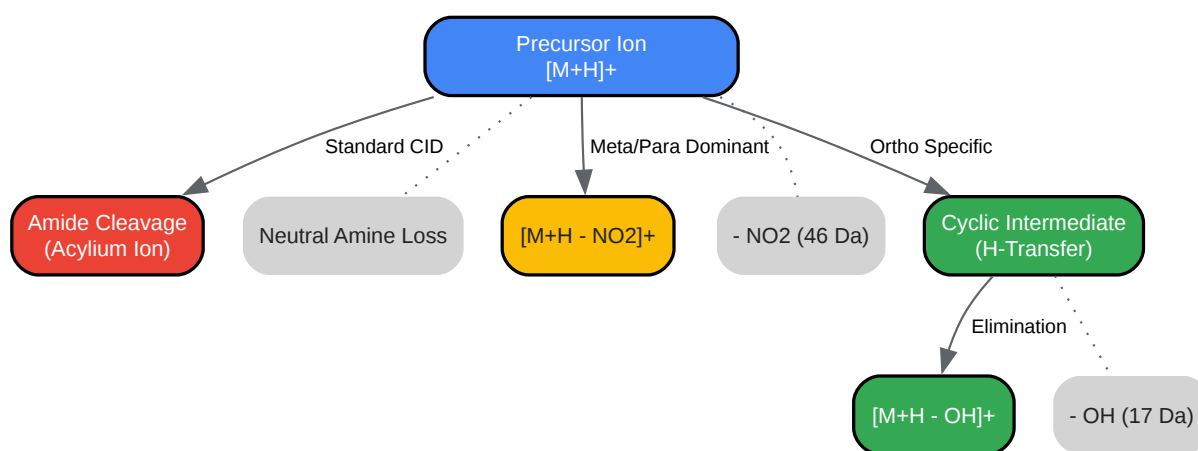 Precursor Ion
[M+H]+
Standard CID
Meta/Para Dominant
Ortho Specific
Amide Cleavage
(Acylium Ion)
Neutral Amine Loss
[M+H - NO2]+
- NO2 (46 Da)
Cyclic Intermediate
(H-Transfer)
Elimination
[M+H - OH]+
- OH (17 Da)